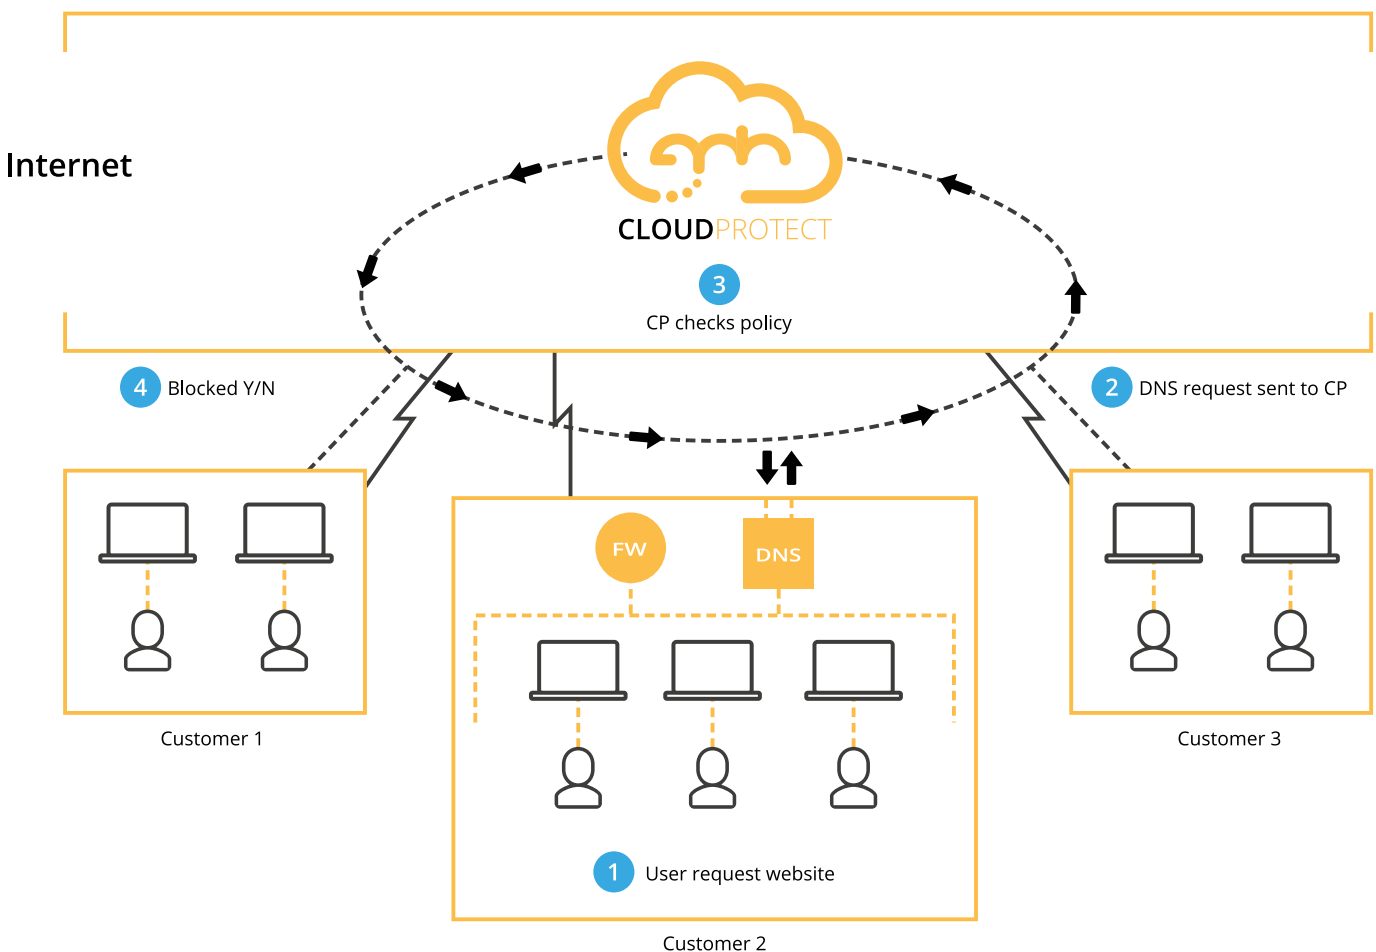 Internet
CLOUDPROTECT
3
CP checks policy
4 Blocked Y/N
2 DNS request sent to CP
FW
DNS
Customer 1
Customer 3
1 User request website
Customer 2